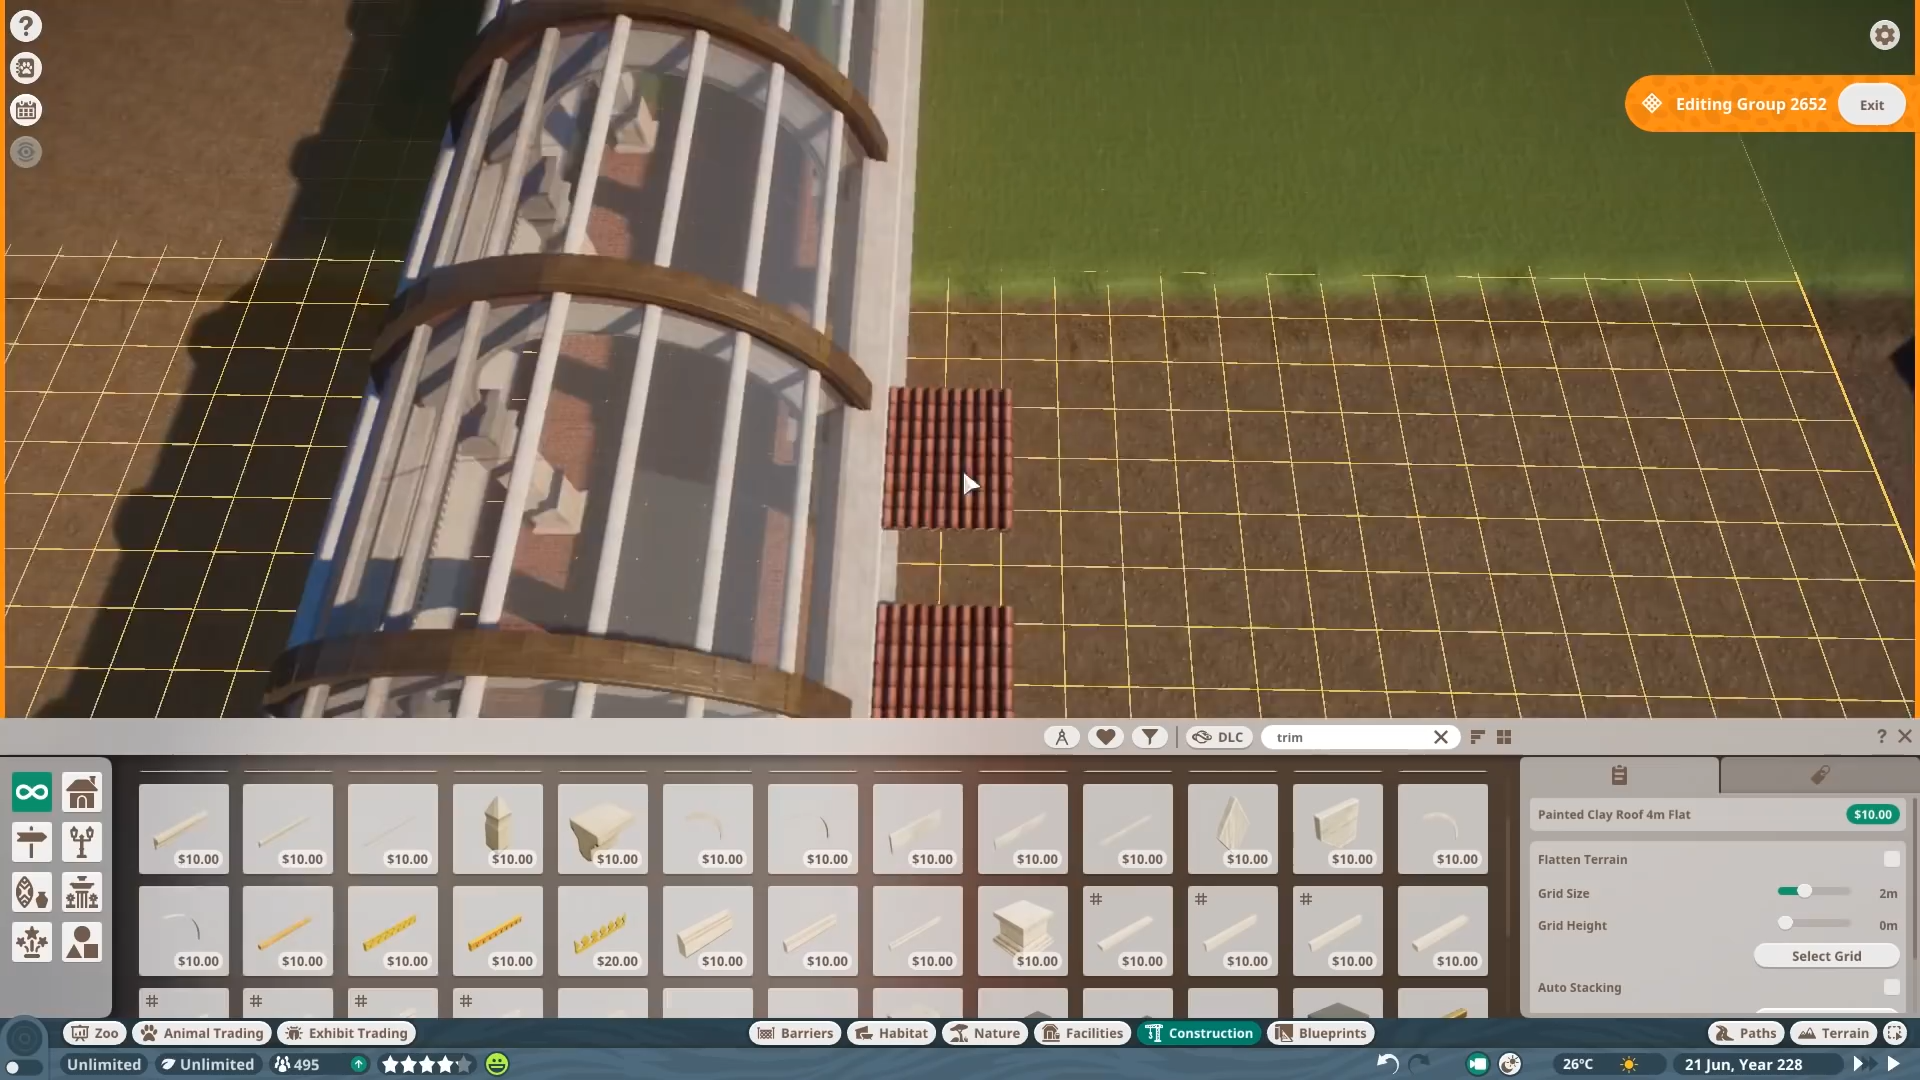 ?
Editing Group 2652
Exit
DLC
trim
?
$10.00 $10.00 $10.00 $10.00 $10.00 $10.00 $10.00 $10.00 $10.00 $10.00 $10.00 $10.00 $10.00
# # #
$10.00 $10.00 $10.00 $10.00 $20.00 $10.00 $10.00 $10.00 $10.00 $10.00 $10.00 $10.00 $10.00
# # # #
Painted Clay Roof 4m Flat $10.00
Flatten Terrain
Grid Size 2m
Grid Height 0m
Select Grid
Auto Stacking
Zoo Animal Trading Exhibit Trading Barriers Habitat Nature Facilities Construction Blueprints Paths Terrain
Unlimited Unlimited 495 26°C 21 Jun, Year 228